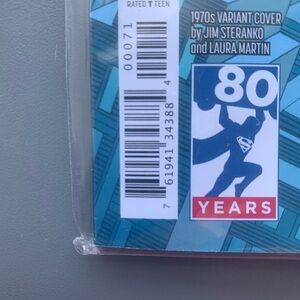 RATED T TEEN
1970s VARIANT COVER
by JIM STERANKO
and LAURA MARTIN
00071
7 61941 34388 4
80
S
YEARS